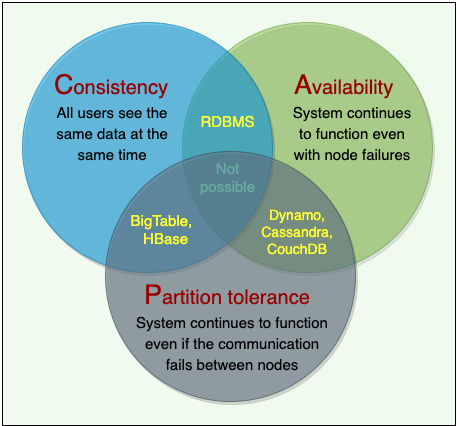 Consistency
All users see the
same data at the
same time
Availability
System continues
to function even
with node failures
RDBMS
Not
possible
BigTable,
HBase
Dynamo,
Cassandra,
CouchDB
Partition tolerance
System continues to function
even if the communication
fails between nodes